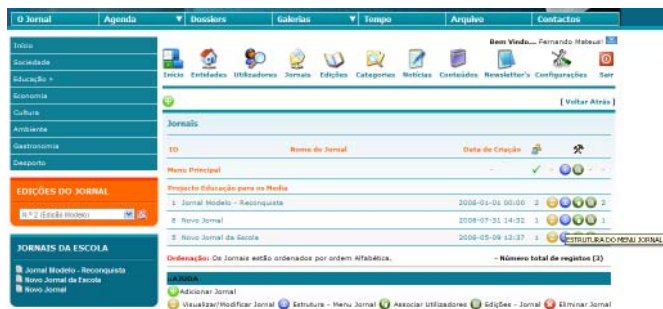 O Jornal Agenda Dossiers Galerias Tempo Arquivo Contactos
Bem Vindo... Fernando Mateus!
Início
Sociedade
Educação »
Economia
Cultura
Ambiente
Gastronomia
Desporto
Início Entidades Utilizadores Jornais Edições Categorias Notícias Conteúdos Newsletter's Configurações Sair
[ Voltar Atrás ]
Jornais
ID Nome do Jornal Data de Criação
Menu Principal - - - -
Projecto Educação para os Media
1 Jornal Modelo - Reconquista 2008-01-01 00:00 2 2
8 Novo Jornal 2008-07-31 14:32 1 1
5 Novo Jornal da Escola 2008-05-09 12:37 1
ESTRUTURA DO MENU JORNAL
Ordenação: Os Jornais estão ordenados por ordem Alfabética. - Número total de registos (3)
::AJUDA
Adicionar Jornal
Visualizar/Modificar Jornal Estrutura - Menu Jornal Associar Utilizadores Edições - Jornal Eliminar Jornal
EDIÇÕES DO JORNAL
N.º 2 (Edição Modelo)
JORNAIS DA ESCOLA
Jornal Modelo - Reconquista
Novo Jornal da Escola
Novo Jornal